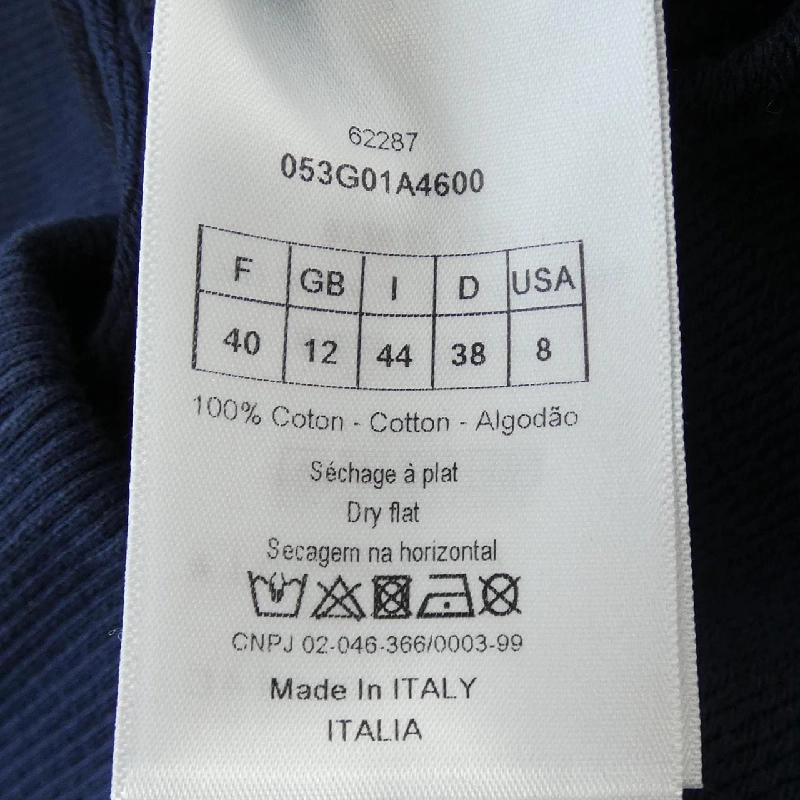 62287
053G01A4600
F GB I D USA
40 12 44 38 8
100% Coton - Cotton - Algodão
Séchage à plat
Dry flat
Secagem na horizontal
CNPJ 02-046-366/0003-99
Made In ITALY
ITALIA